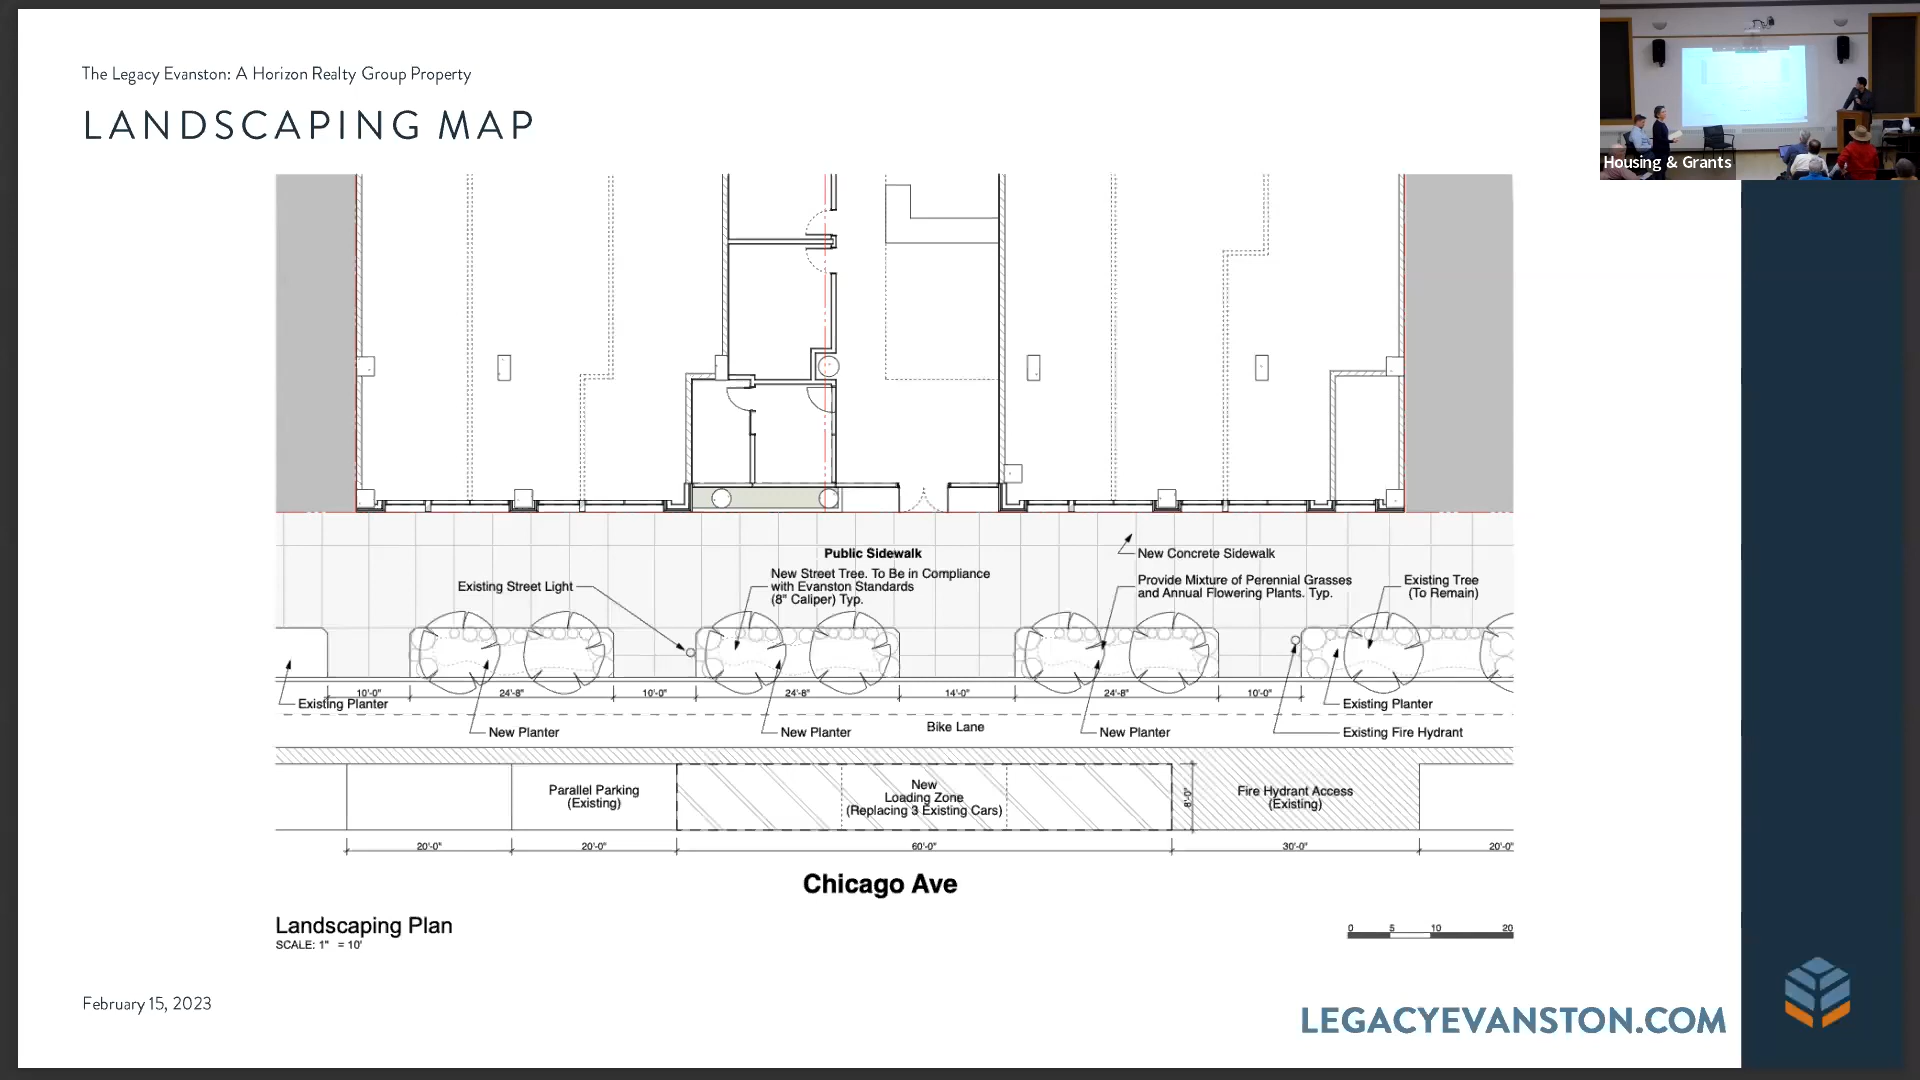 The Legacy Evanston: A Horizon Realty Group Property
LANDSCAPING MAP
Housing & Grants
Public Sidewalk
New Concrete Sidewalk
Existing Street Light
New Street Tree. To Be in Compliance
with Evanston Standards
(8" Caliper) Typ.
Provide Mixture of Perennial Grasses
and Annual Flowering Plants. Typ.
Existing Tree
(To Remain)
10'-0"
24'-8"
10'-0"
24'-8"
14'-0"
24'-8"
10'-0"
Existing Planter
Existing Planter
Bike Lane
New Planter
New Planter
New Planter
Existing Fire Hydrant
Parallel Parking
(Existing)
New
Loading Zone
(Replacing 3 Existing Cars)
8'-0"
Fire Hydrant Access
(Existing)
20'-0"
20'-0"
60'-0"
30'-0"
20'-0"
Chicago Ave
Landscaping Plan
SCALE: 1" = 10'
0 5 10 20
February 15, 2023
LEGACYEVANSTON.COM